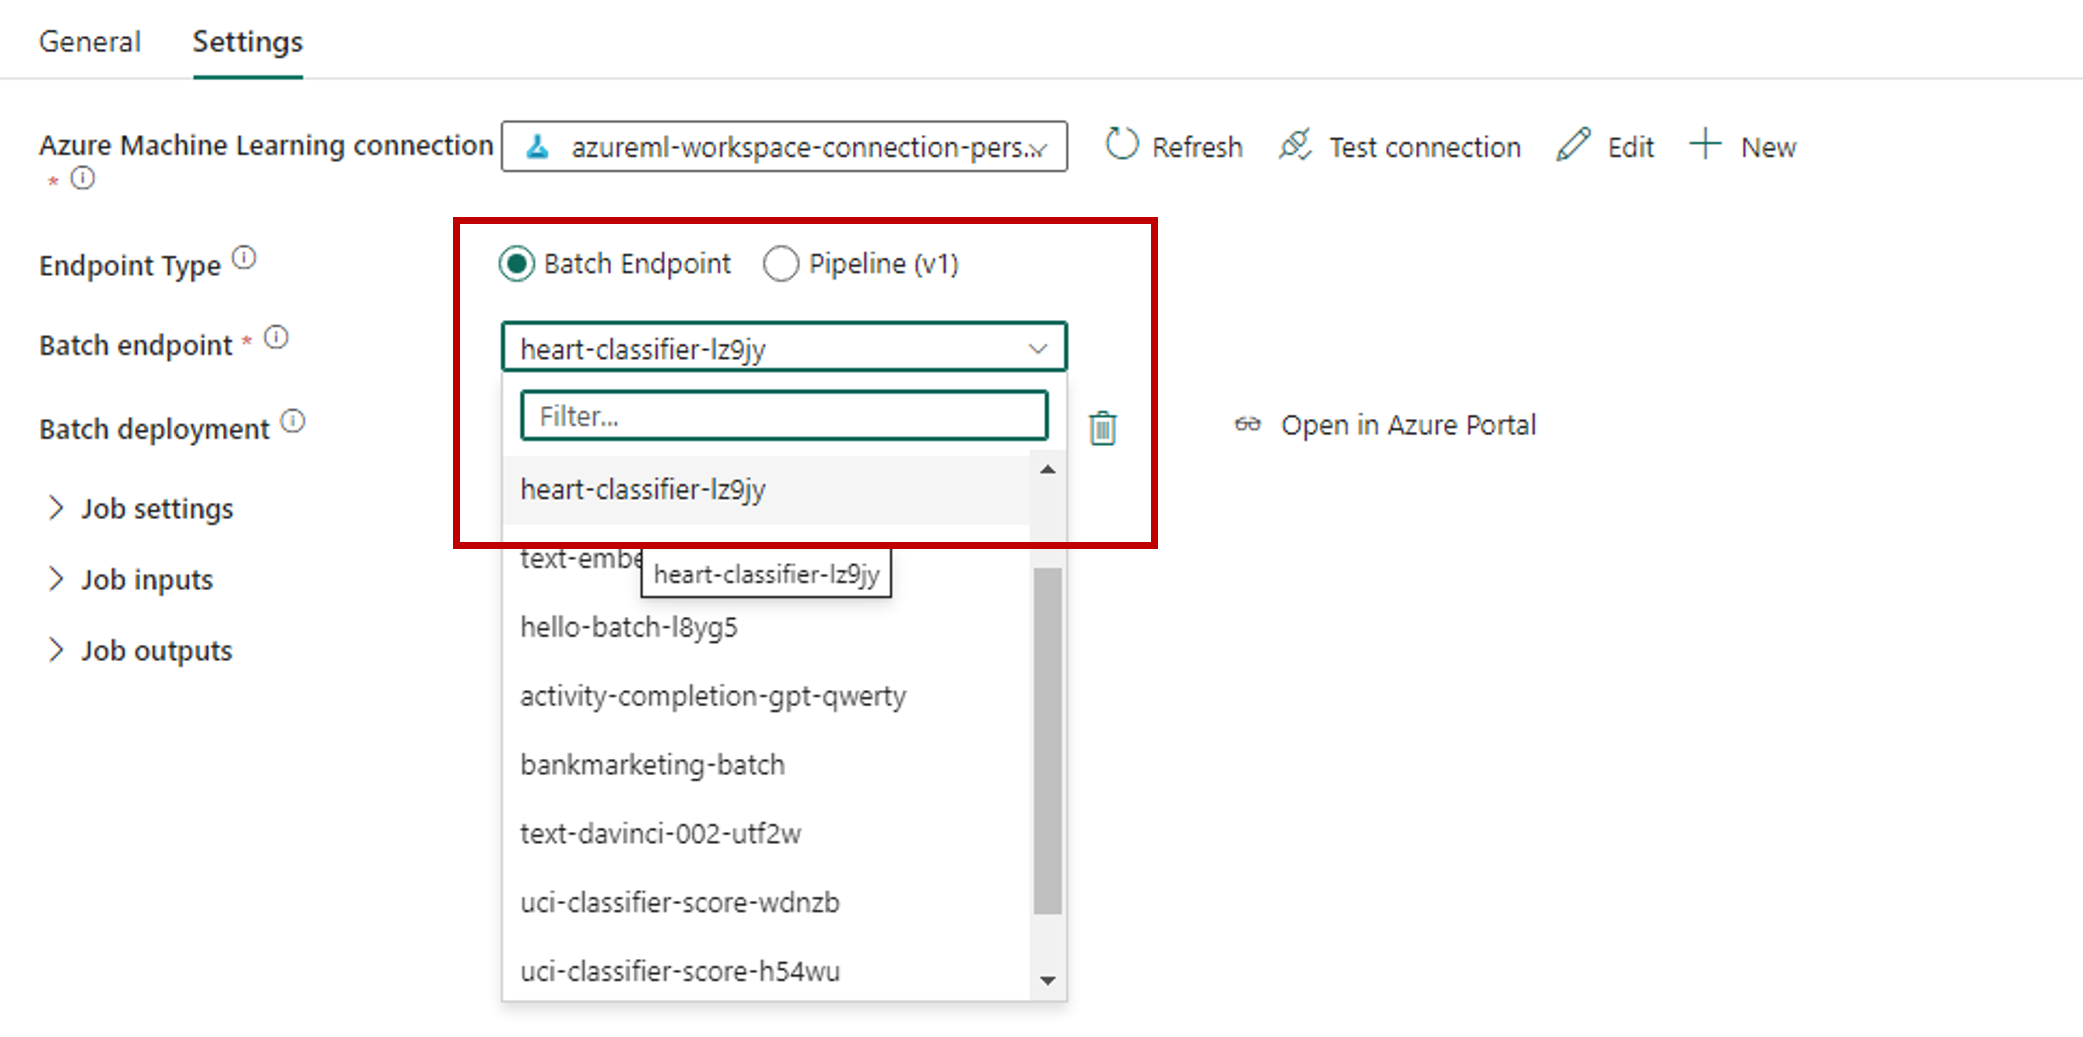 General Settings
Azure Machine Learning connection azureml-workspace-connection-pers... Refresh Test connection Edit New
*
Endpoint Type Batch Endpoint Pipeline (v1)
Batch endpoint * heart-classifier-lz9jy
Filter...
Batch deployment Open in Azure Portal
heart-classifier-lz9jy
Job settings
text-embe
heart-classifier-lz9jy
Job inputs
hello-batch-l8yg5
Job outputs
activity-completion-gpt-qwerty
bankmarketing-batch
text-davinci-002-utf2w
uci-classifier-score-wdnzb
uci-classifier-score-h54wu